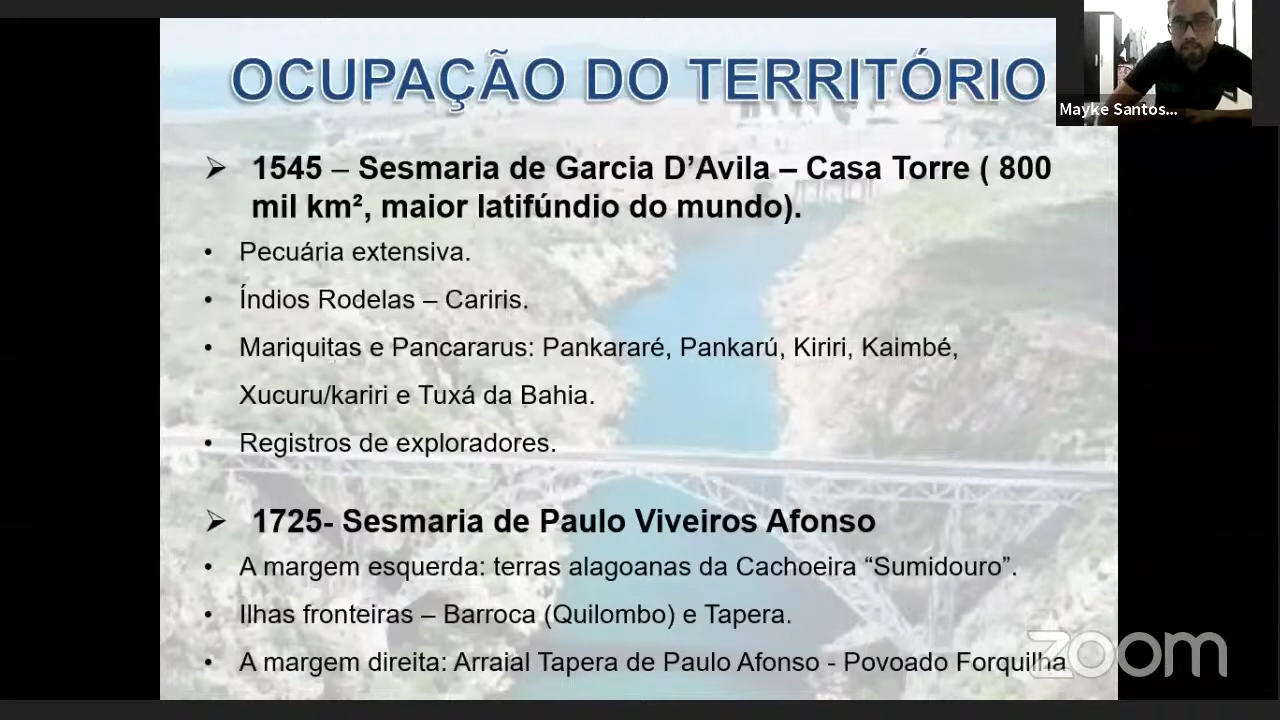 OCUPAÇÃO DO TERRITÓRIO
Mayke Santos...
➢ 1545 – Sesmaria de Garcia D’Avila – Casa Torre ( 800
mil km², maior latifúndio do mundo).
• Pecuária extensiva.
• Índios Rodelas – Cariris.
• Mariquitas e Pancararus: Pankararé, Pankarú, Kiriri, Kaimbé,
Xucuru/kariri e Tuxá da Bahia.
• Registros de exploradores.
➢ 1725- Sesmaria de Paulo Viveiros Afonso
• A margem esquerda: terras alagoanas da Cachoeira “Sumidouro”.
• Ilhas fronteiras – Barroca (Quilombo) e Tapera.
• A margem direita: Arraial Tapera de Paulo Afonso - Povoado Forquilha
zoom